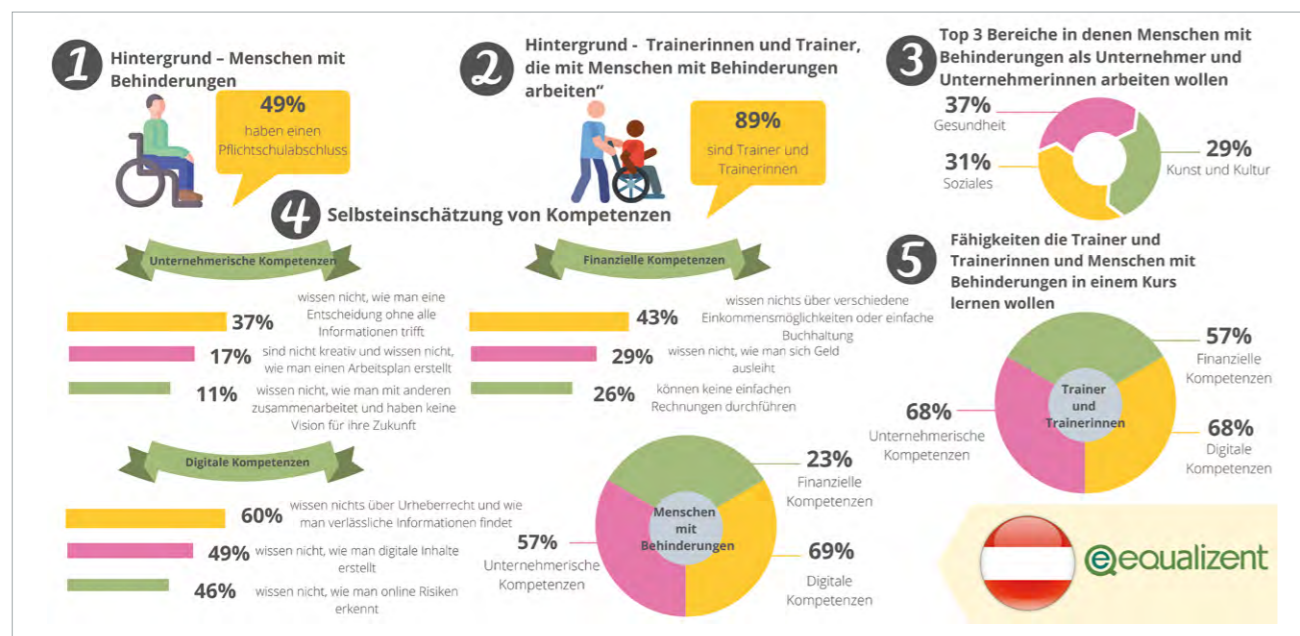 1
Hintergrund – Menschen mit
Behinderungen
49%
haben einen
Pflichtschulabschluss
2
Hintergrund - Trainerinnen und Trainer,
die mit Menschen mit Behinderungen
arbeiten“
89%
sind Trainer und
Trainerinnen
3
Top 3 Bereiche in denen Menschen mit
Behinderungen als Unternehmer und
Unternehmerinnen arbeiten wollen
37%
Gesundheit
31%
Soziales
29%
Kunst und Kultur
4
Selbsteinschätzung von Kompetenzen
Unternehmerische Kompetenzen
37%
wissen nicht, wie man eine
Entscheidung ohne alle
Informationen trifft
17%
sind nicht kreativ und wissen nicht,
wie man einen Arbeitsplan erstellt
11%
wissen nicht, wie man mit anderen
zusammenarbeitet und haben keine
Vision für ihre Zukunft
Finanzielle Kompetenzen
43%
wissen nichts über verschiedene
Einkommensmöglichkeiten oder einfache
Buchhaltung
29%
wissen nicht, wie man sich Geld
ausleiht
26%
können keine einfachen
Rechnungen durchführen
Digitale Kompetenzen
60%
wissen nichts über Urheberrecht und wie
man verlässliche Informationen findet
49%
wissen nicht, wie man digitale Inhalte
erstellt
46%
wissen nicht, wie man online Risiken
erkennt
5
Fähigkeiten die Trainer und
Trainerinnen und Menschen mit
Behinderungen in einem Kurs
lernen wollen
Menschen
mit
Behinderungen
23%
Finanzielle
Kompetenzen
57%
Unternehmerische
Kompetenzen
69%
Digitale
Kompetenzen
Trainer
und
Trainerinnen
57%
Finanzielle
Kompetenzen
68%
Unternehmerische
Kompetenzen
68%
Digitale
Kompetenzen
e equalizent